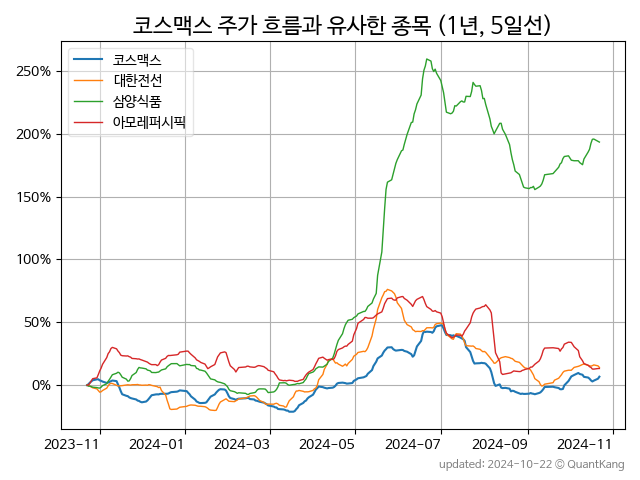 코스맥스 주가 흐름과 유사한 종목 (1년, 5일선)
코스맥스
대한전선
삼양식품
아모레퍼시픽
250%
200%
150%
100%
50%
0%
2023-11 2024-01 2024-03 2024-05 2024-07 2024-09 2024-11
updated: 2024-10-22 © QuantKang